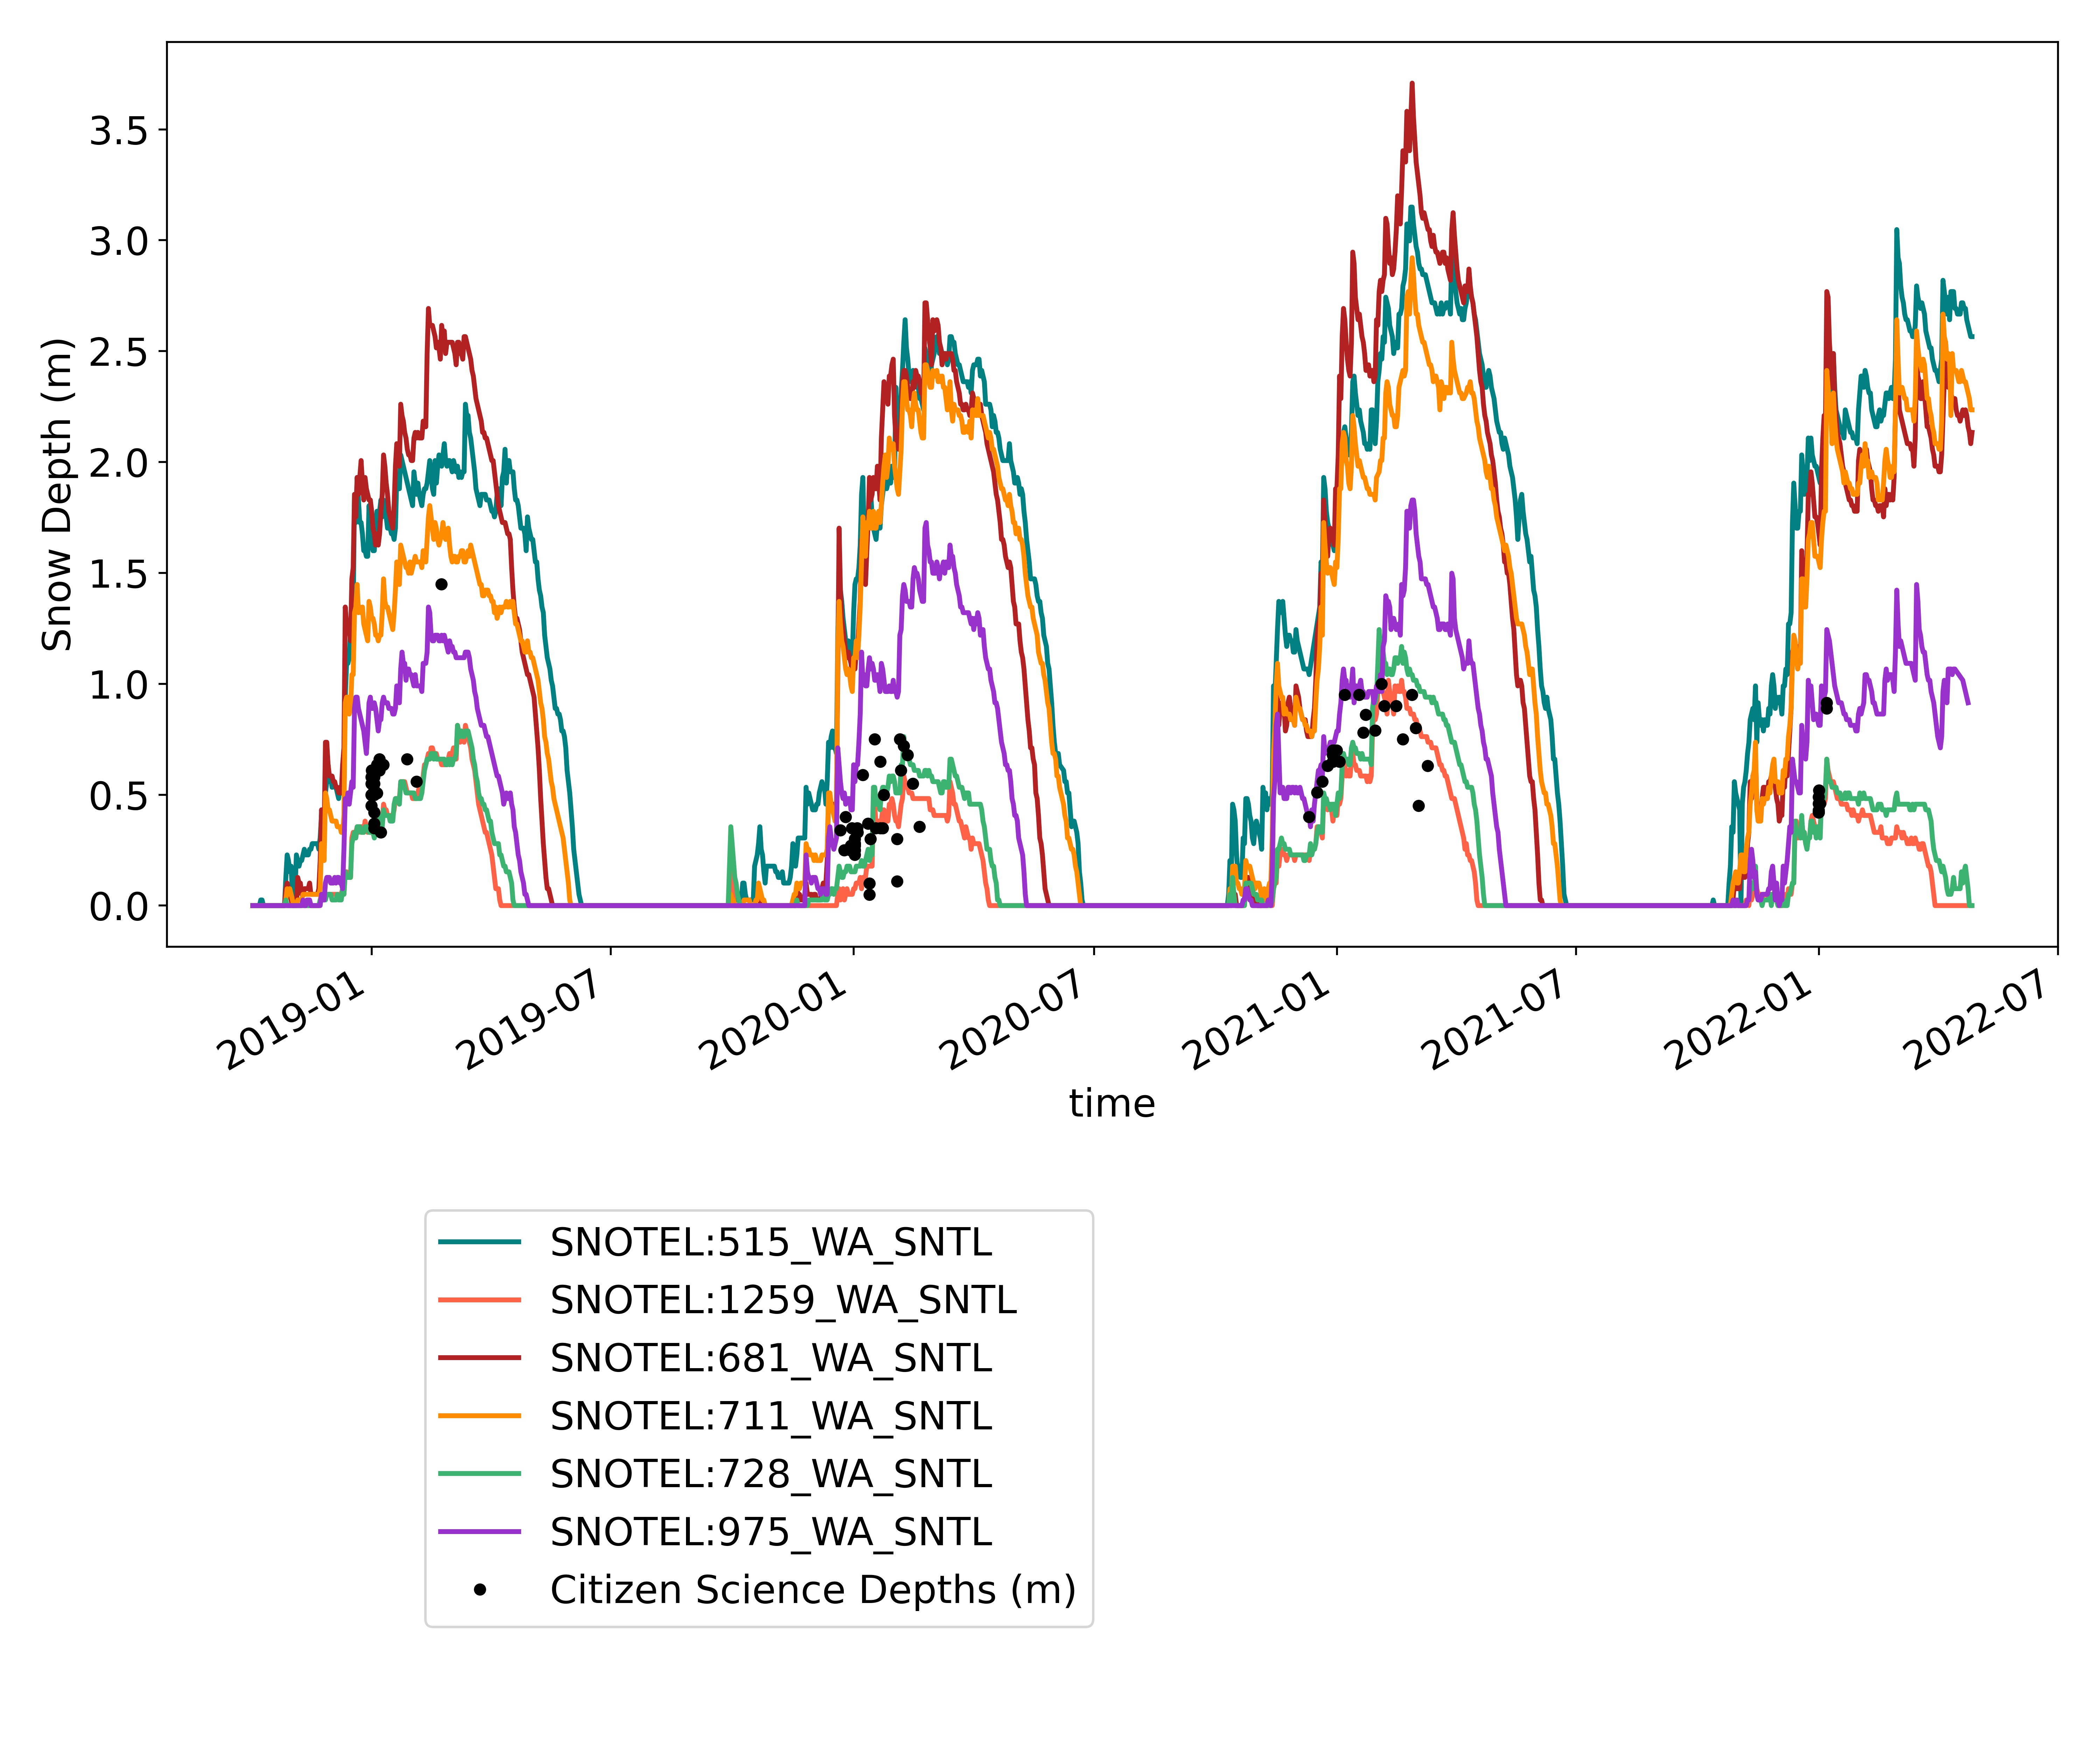 3.5
3.0
2.5
2.0
1.5
1.0
0.5
0.0
Snow Depth (m)
2019-01
2019-07
2020-01
2020-07
2021-01
2021-07
2022-01
2022-07
time
SNOTEL:515_WA_SNTL
SNOTEL:1259_WA_SNTL
SNOTEL:681_WA_SNTL
SNOTEL:711_WA_SNTL
SNOTEL:728_WA_SNTL
SNOTEL:975_WA_SNTL
Citizen Science Depths (m)